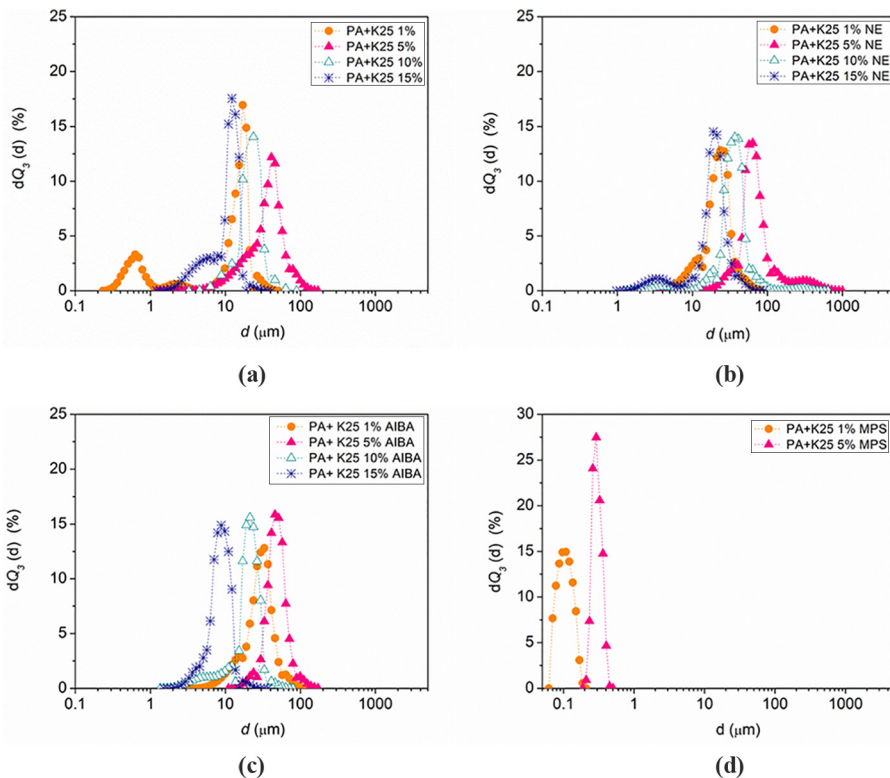 25
20
15
10
5
0
dQ3 (d) (%)
0.1 1 10 100 1000
d (µm)
PA+K25 1%
PA+K25 5%
PA+K25 10%
PA+K25 15%
(a)
25
20
15
10
5
0
dQ3 (d) (%)
0.1 1 10 100 1000
d (µm)
PA+K25 1% NE
PA+K25 5% NE
PA+K25 10% NE
PA+K25 15% NE
(b)
25
20
15
10
5
0
dQ3 (d) (%)
0.1 1 10 100 1000
d (µm)
PA+ K25 1% AIBA
PA+ K25 5% AIBA
PA+ K25 10% AIBA
PA+ K25 15% AIBA
(c)
30
25
20
15
10
5
0
dQ3 (d) (%)
0.1 1 10 100 1000
d (µm)
PA+K25 1% MPS
PA+K25 5% MPS
(d)